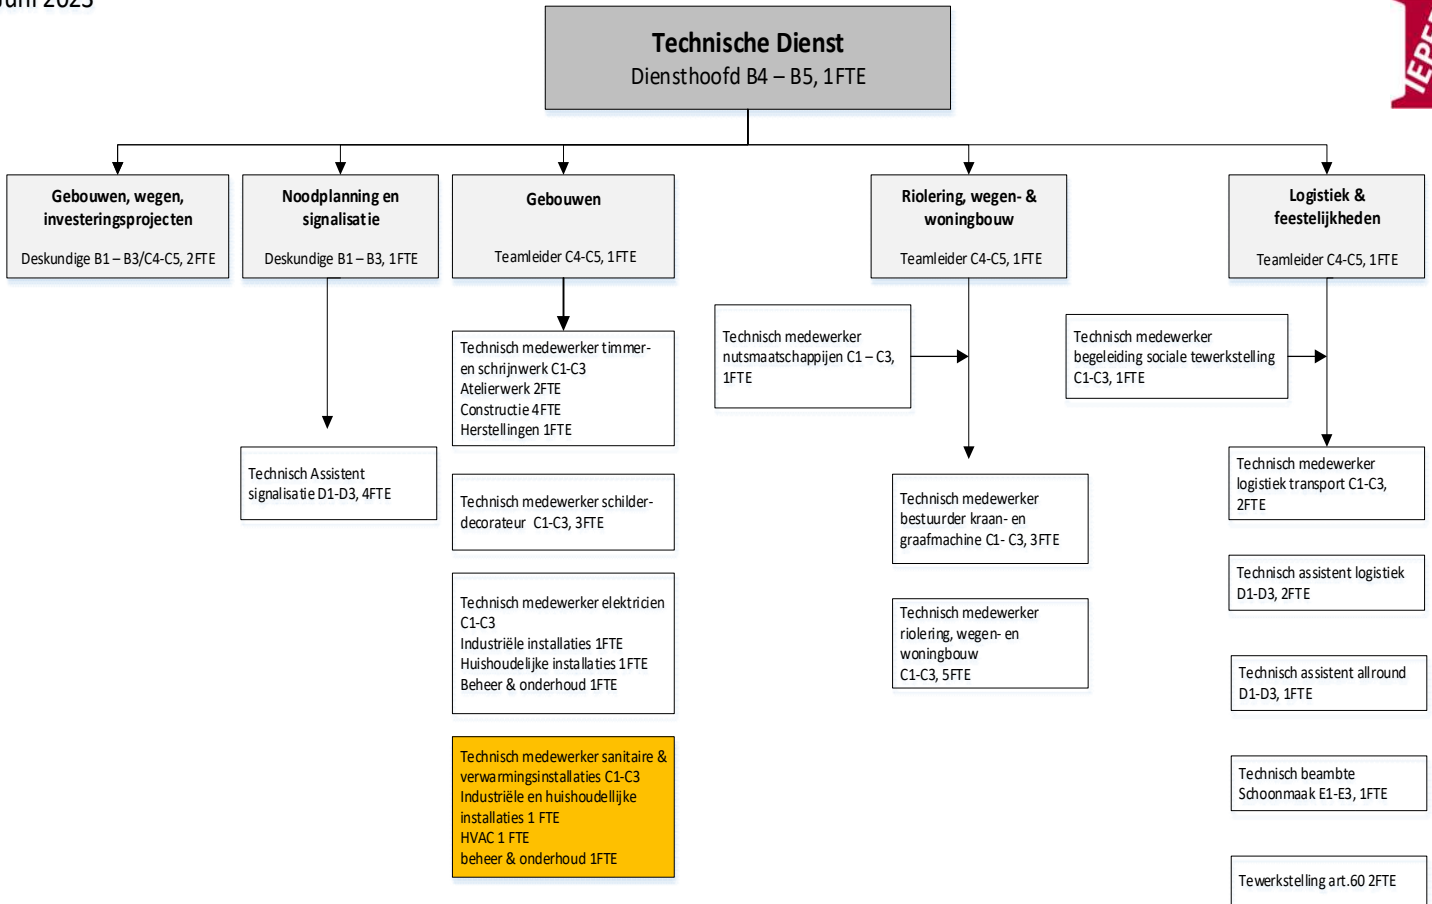 Juni 2023
IEPER
Technische Dienst
Diensthoofd B4 – B5, 1FTE
Gebouwen, wegen,
investeringsprojecten
Deskundige B1 – B3/C4-C5, 2FTE
Noodplanning en
signalisatie
Deskundige B1 – B3, 1FTE
Gebouwen
Teamleider C4-C5, 1FTE
Riolering, wegen- &
woningbouw
Teamleider C4-C5, 1FTE
Logistiek &
feestelijkheden
Teamleider C4-C5, 1FTE
Technisch Assistent
signalisatie D1-D3, 4FTE
Technisch medewerker timmer-
en schrijnwerk C1-C3
Atelierwerk 2FTE
Constructie 4FTE
Herstellingen 1FTE
Technisch medewerker schilder-
decorateur C1-C3, 3FTE
Technisch medewerker elektricien
C1-C3
Industriële installaties 1FTE
Huishoudelijke installaties 1FTE
Beheer & onderhoud 1FTE
Technisch medewerker sanitaire &
verwarmingsinstallaties C1-C3
Industriële en huishoudellijke
installaties 1 FTE
HVAC 1 FTE
beheer & onderhoud 1FTE
Technisch medewerker
nutsmaatschappijen C1 – C3,
1FTE
Technisch medewerker
bestuurder kraan- en
graafmachine C1- C3, 3FTE
Technisch medewerker
riolering, wegen- en
woningbouw
C1-C3, 5FTE
Technisch medewerker
begeleiding sociale tewerkstelling
C1-C3, 1FTE
Technisch medewerker
logistiek transport C1-C3,
2FTE
Technisch assistent logistiek
D1-D3, 2FTE
Technisch assistent allround
D1-D3, 1FTE
Technisch beambte
Schoonmaak E1-E3, 1FTE
Tewerkstelling art.60 2FTE